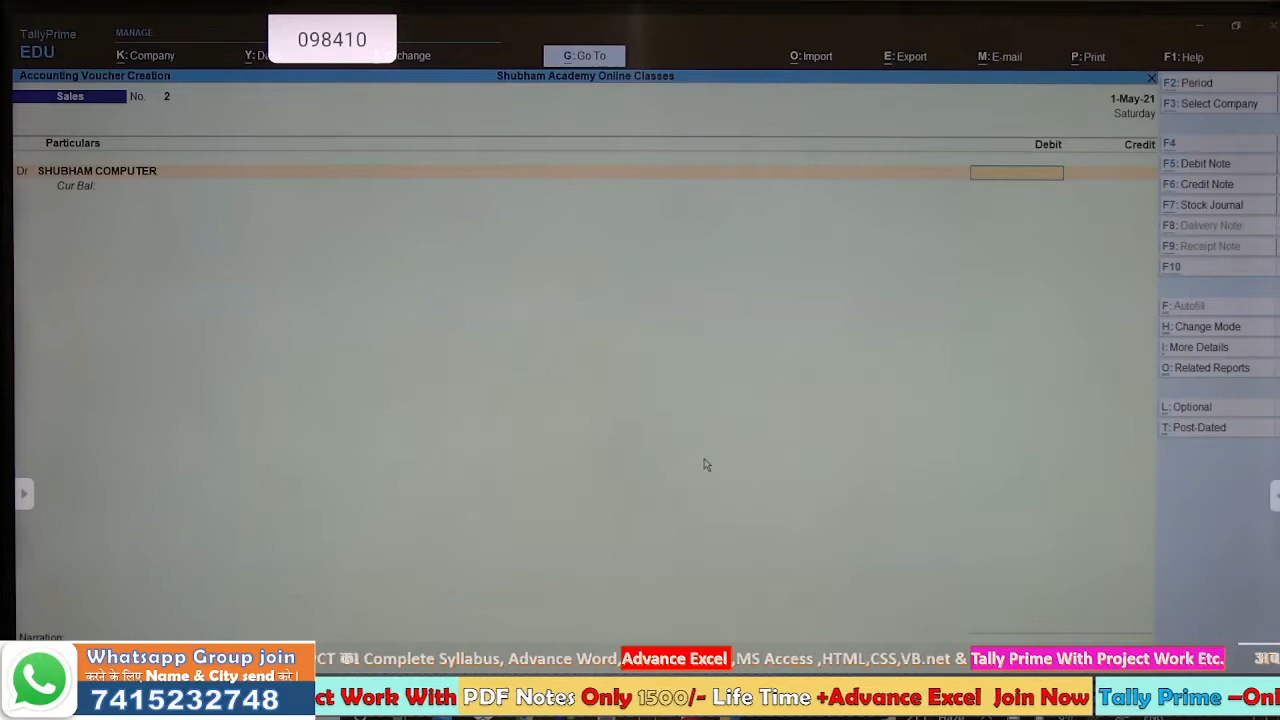 TallyPrime
EDU
MANAGE
098410
K: Company
Y:
change
G: Go To
O: Import
E: Export
M: E-mail
P: Print
F1: Help
Accounting Voucher Creation
Shubham Academy Online Classes
Sales No. 2
1-May-21
Saturday
Particulars
Debit
Credit
Dr SHUBHAM COMPUTER
Cur Bal:
F2: Period
F3: Select Company
F4
F5: Debit Note
F6: Credit Note
F7: Stock Journal
F8: Delivery Note
F9: Receipt Note
F10
F: Autofill
H: Change Mode
I: More Details
O: Related Reports
L: Optional
T: Post-Dated
Narration:
Whatsapp Group join
करने के लिए Name & City send करें।
7415232748
Complete Syllabus, Advance Word, Advance Excel ,MS Access ,HTML,CSS,VB.net & Tally Prime With Project Work Etc.
ct Work With PDF Notes Only 1500/- Life Time +Advance Excel Join Now Tally Prime –Onl